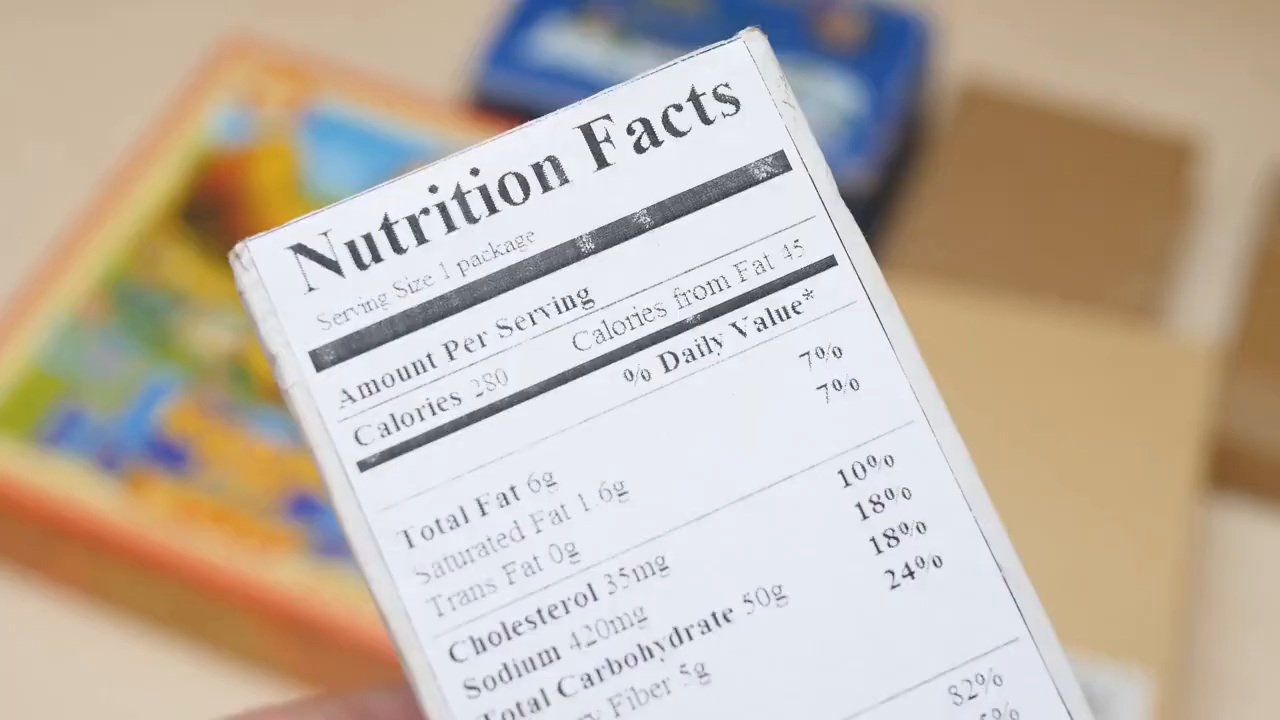 Nutrition Facts
Serving Size 1 package
Amount Per Serving
Calories 280 Calories from Fat 45
% Daily Value*
Total Fat 6g 7%
Saturated Fat 1.6g 7%
Trans Fat 0g
Cholesterol 35mg 10%
Sodium 420mg 18%
Total Carbohydrate 50g 18%
Fiber 5g 24%
82%